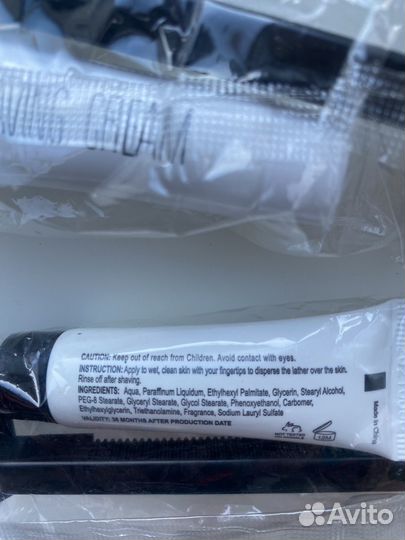 SHAVING CREAM
CAUTION: Keep out of reach from Children. Avoid contact with eyes.
INSTRUCTION: Apply to wet, clean skin with your fingertips to disperse the lather over the skin.
Rinse off after shaving.
INGREDIENTS: Aqua, Paraffinum Liquidum, Ethylhexyl Palmitate, Glycerin, Stearyl Alcohol,
PEG-8 Stearate, Glyceryl Stearate, Glycol Stearate, Phenoxyethanol, Carbomer,
Ethylhexylglycerin, Triethanolamine, Fragrance, Sodium Lauryl Sulfate
VALIDITY: 36 MONTHS AFTER PRODUCTION DATE
NOT TESTED
Made in China
Avito